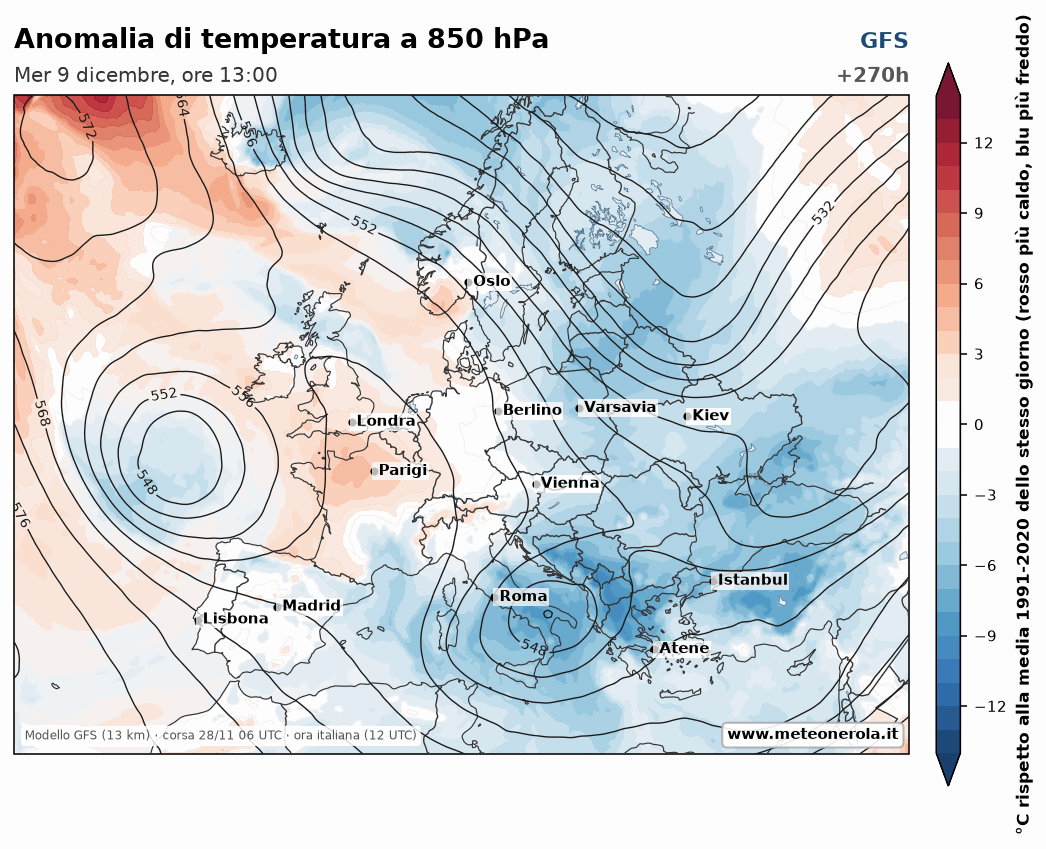 Anomalia di temperatura a 850 hPa
GFS
Mer 9 dicembre, ore 13:00
+270h
572
564
556
552
532
Oslo
552
546
568
Berlino
Varsavia
Kiev
Londra
Parigi
548
Vienna
576
Istanbul
Roma
Madrid
Lisbona
548
Atene
Modello GFS (13 km) · corsa 28/11 06 UTC · ora italiana (12 UTC)
www.meteonerola.it
12
9
6
3
0
−3
−6
−9
−12
°C rispetto alla media 1991-2020 dello stesso giorno (rosso più caldo, blu più freddo)